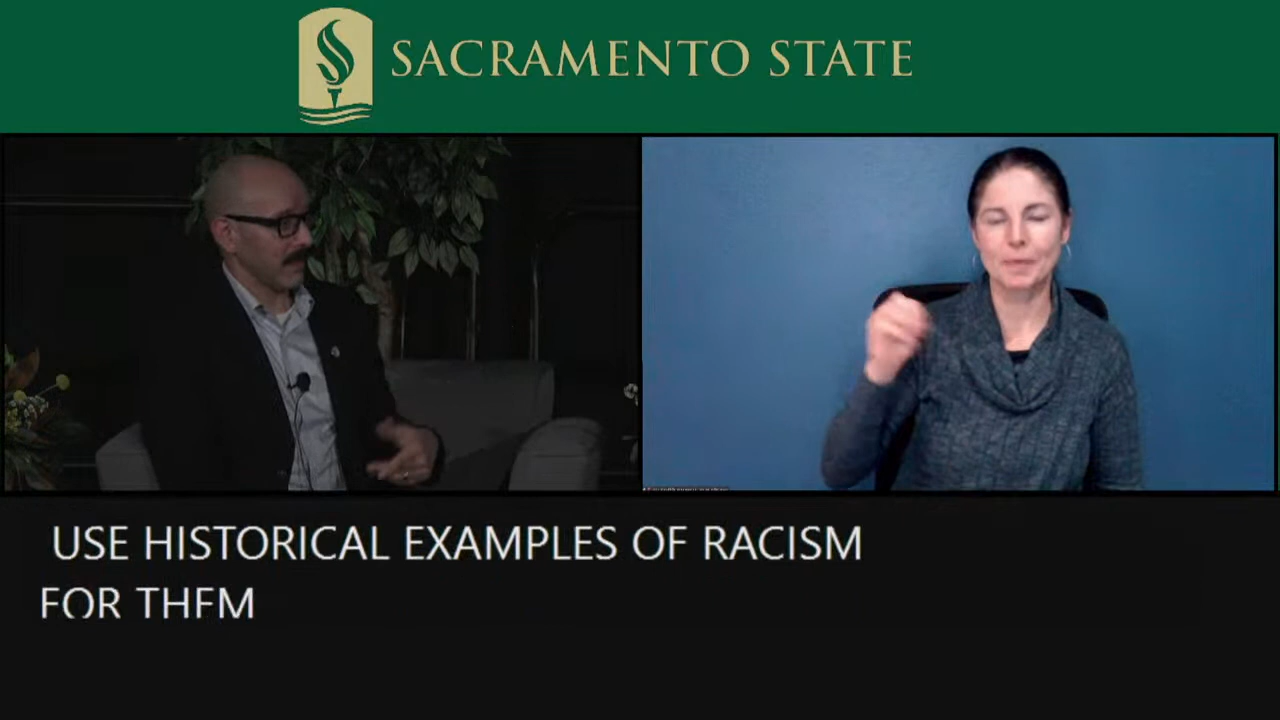 SACRAMENTO STATE
USE HISTORICAL EXAMPLES OF RACISM
FOR THEM